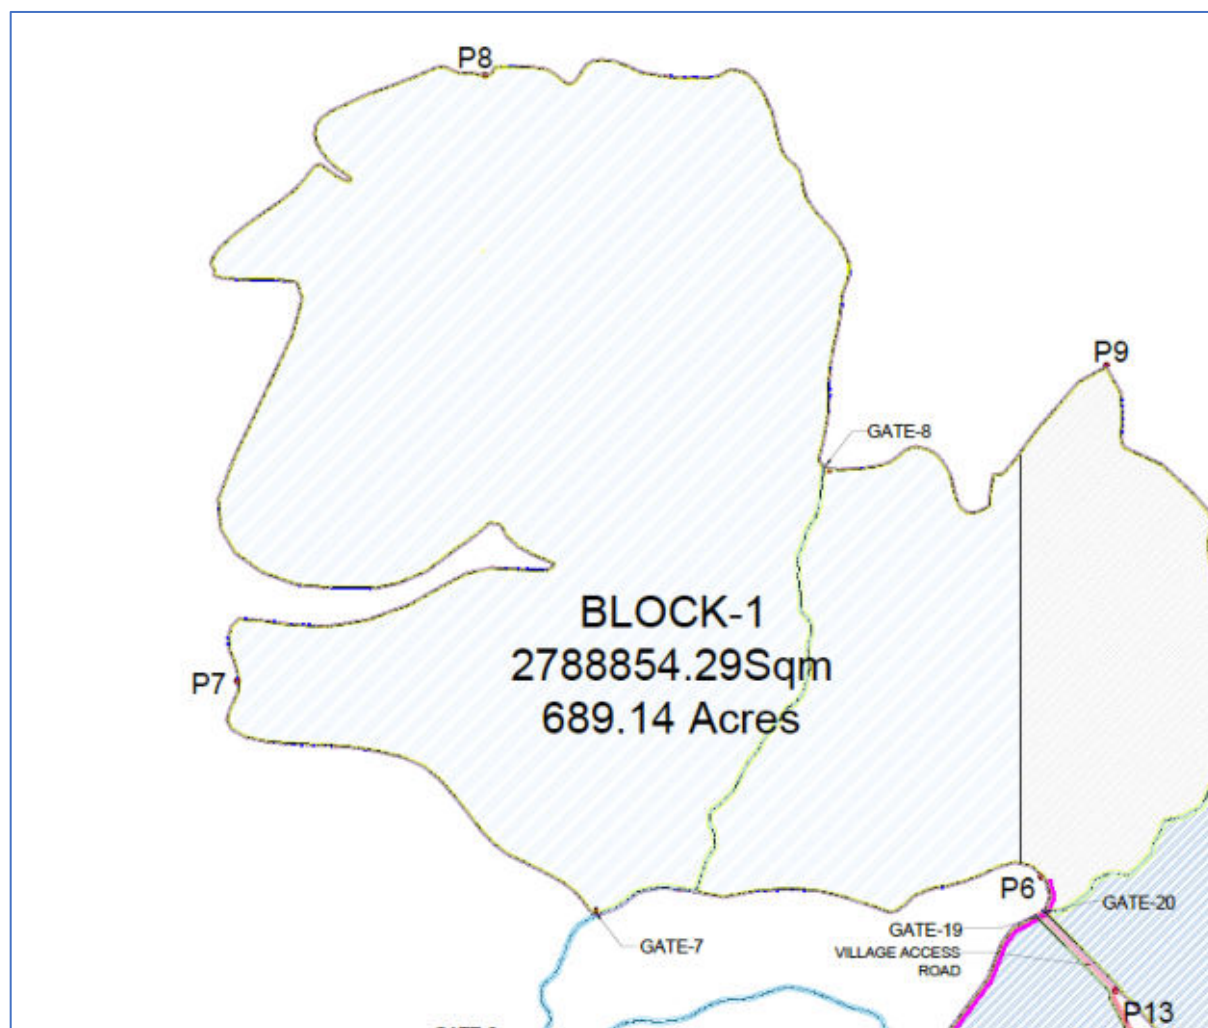 P8
P9
GATE-8
BLOCK-1
2788854.29Sqm
689.14 Acres
P7
P6
GATE-20
GATE-19
GATE-7
VILLAGE ACCESS
ROAD
P13